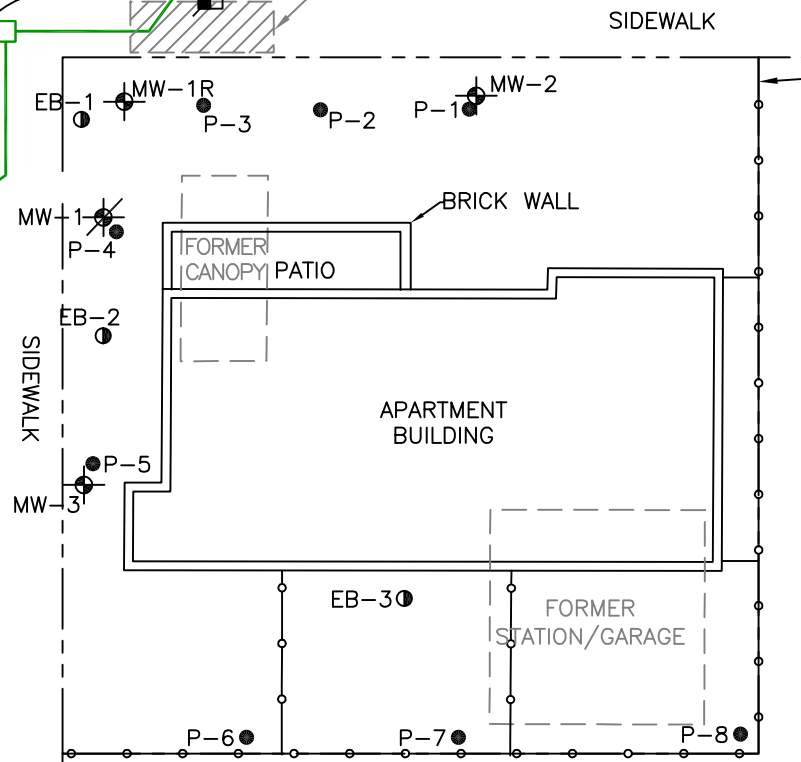 SIDEWALK
EB-1
MW-1R
P-3
P-2
P-1
MW-2
MW-1
P-4
BRICK WALL
FORMER
CANOPY
PATIO
EB-2
SIDEWALK
APARTMENT
BUILDING
P-5
MW-3
EB-3
FORMER
STATION/GARAGE
P-6
P-7
P-8